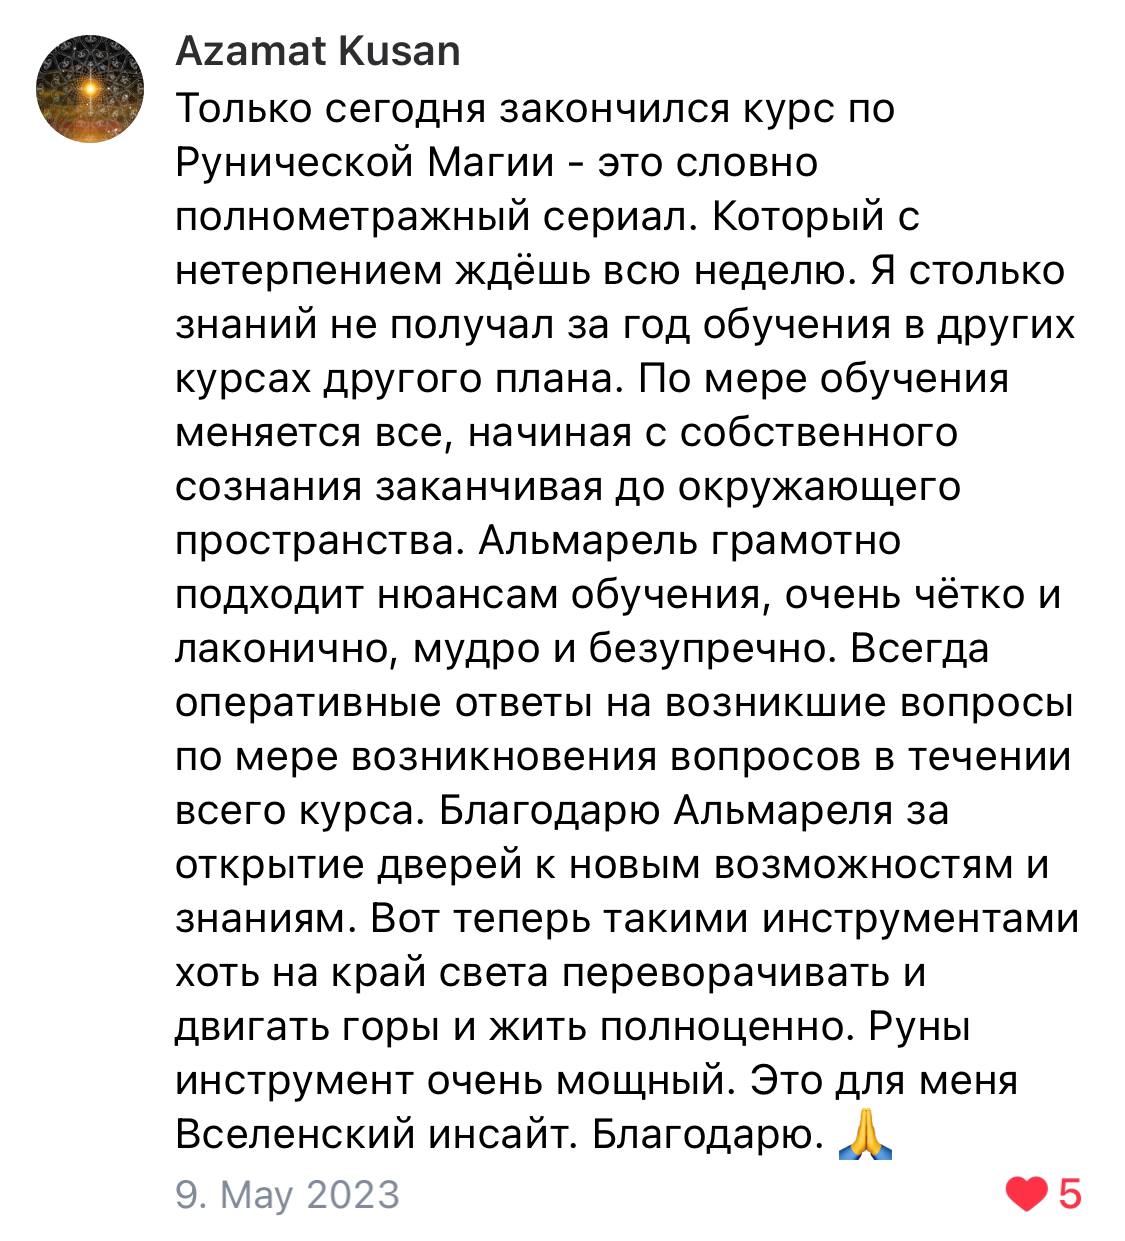 Azamat Kusan
Только сегодня закончился курс по
Рунической Магии - это словно
полнометражный сериал. Который с
нетерпением ждёшь всю неделю. Я столько
знаний не получал за год обучения в других
курсах другого плана. По мере обучения
меняется все, начиная с собственного
сознания заканчивая до окружающего
пространства. Альмарель грамотно
подходит нюансам обучения, очень чётко и
лаконично, мудро и безупречно. Всегда
оперативные ответы на возникшие вопросы
по мере возникновения вопросов в течении
всего курса. Благодарю Альмареля за
открытие дверей к новым возможностям и
знаниям. Вот теперь такими инструментами
хоть на край света переворачивать и
двигать горы и жить полноценно. Руны
инструмент очень мощный. Это для меня
Вселенский инсайт. Благодарю. 🙏
9. May 2023
5